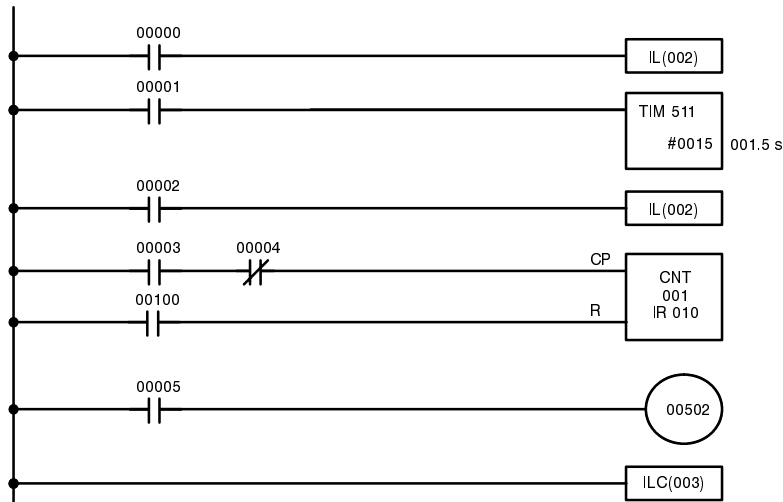 00000
IL(002)
00001
TIM 511
#0015 001.5 s
00002
IL(002)
00003 00004
CP
CNT
001
IR 010
00100
R
00005
00502
ILC(003)